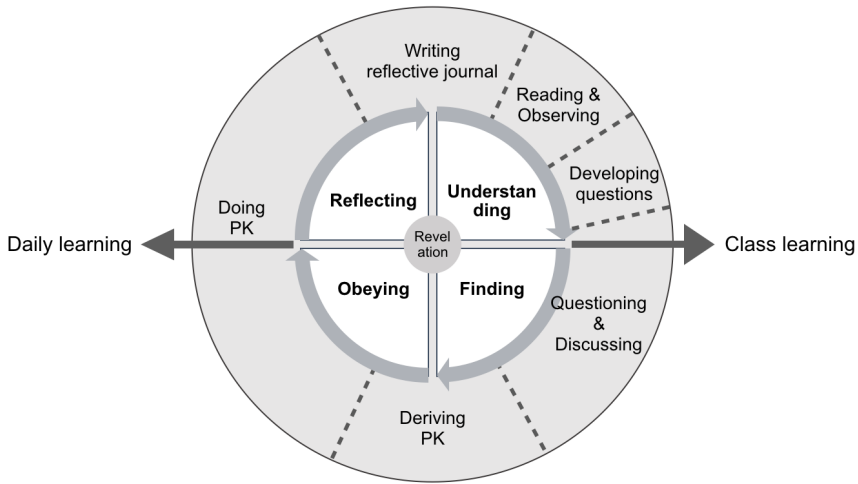 Writing
reflective journal
Reading &
Observing
Developing
questions
Doing
PK
Reflecting
Understan
ding
Daily learning
Revel
ation
Class learning
Obeying
Finding
Questioning
&
Discussing
Deriving
PK